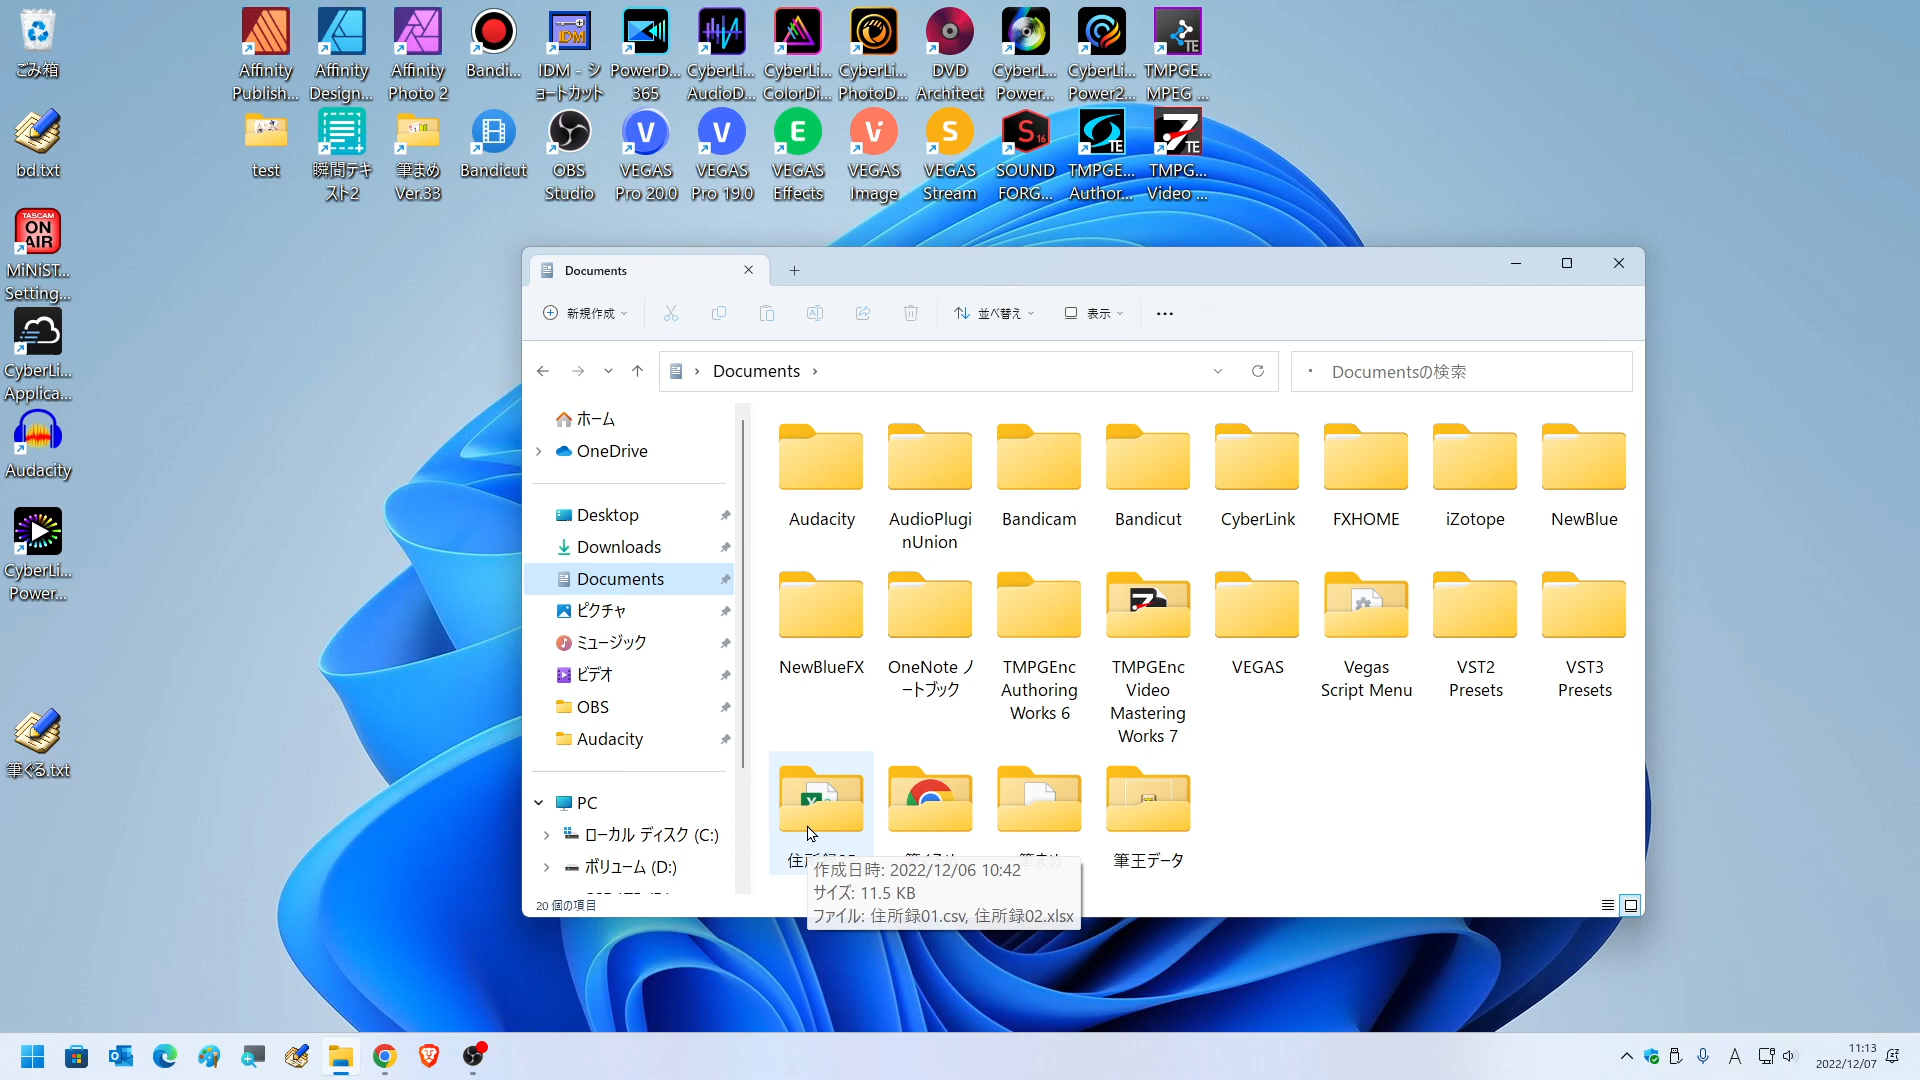 ごみ箱
Affinity
Publish...
Affinity
Design...
Affinity
Photo 2
Bandi...
IDM - シ
ョートカット
PowerD...
365
CyberLi...
AudioD...
CyberLi...
ColorDi...
CyberLi...
PhotoD...
DVD
Architect
CyberL...
Power...
CyberLi...
Power2...
TMPGE...
MPEG ...
bd.txt
test
瞬間テキ
スト2
筆まめ
Ver.33
Bandicut
OBS
Studio
VEGAS
Pro 20.0
VEGAS
Pro 19.0
VEGAS
Effects
VEGAS
Image
VEGAS
Stream
SOUND
FORG...
TMPGE...
Author...
TMPG...
Video ...
TASCAM
ON
AIR
MiNiST...
Setting...
CyberLi...
Applica...
Audacity
CyberLi...
Power...
筆ぐる.txt
Documents
新規作成
並べ替え
表示
Documents
Documentsの検索
ホーム
OneDrive
Desktop
Downloads
Documents
ピクチャ
ミュージック
ビデオ
OBS
Audacity
PC
ローカル ディスク (C:)
ボリューム (D:)
Audacity
AudioPlugi
nUnion
Bandicam
Bandicut
CyberLink
FXHOME
iZotope
NewBlue
NewBlueFX
OneNote ノ
ートブック
TMPGEnc
Authoring
Works 6
TMPGEnc
Video
Mastering
Works 7
VEGAS
Vegas
Script Menu
VST2
Presets
VST3
Presets
筆王データ
作成日時: 2022/12/06 10:42
サイズ: 11.5 KB
ファイル: 住所録01.csv, 住所録02.xlsx
20 個の項目
A
11:13
2022/12/07